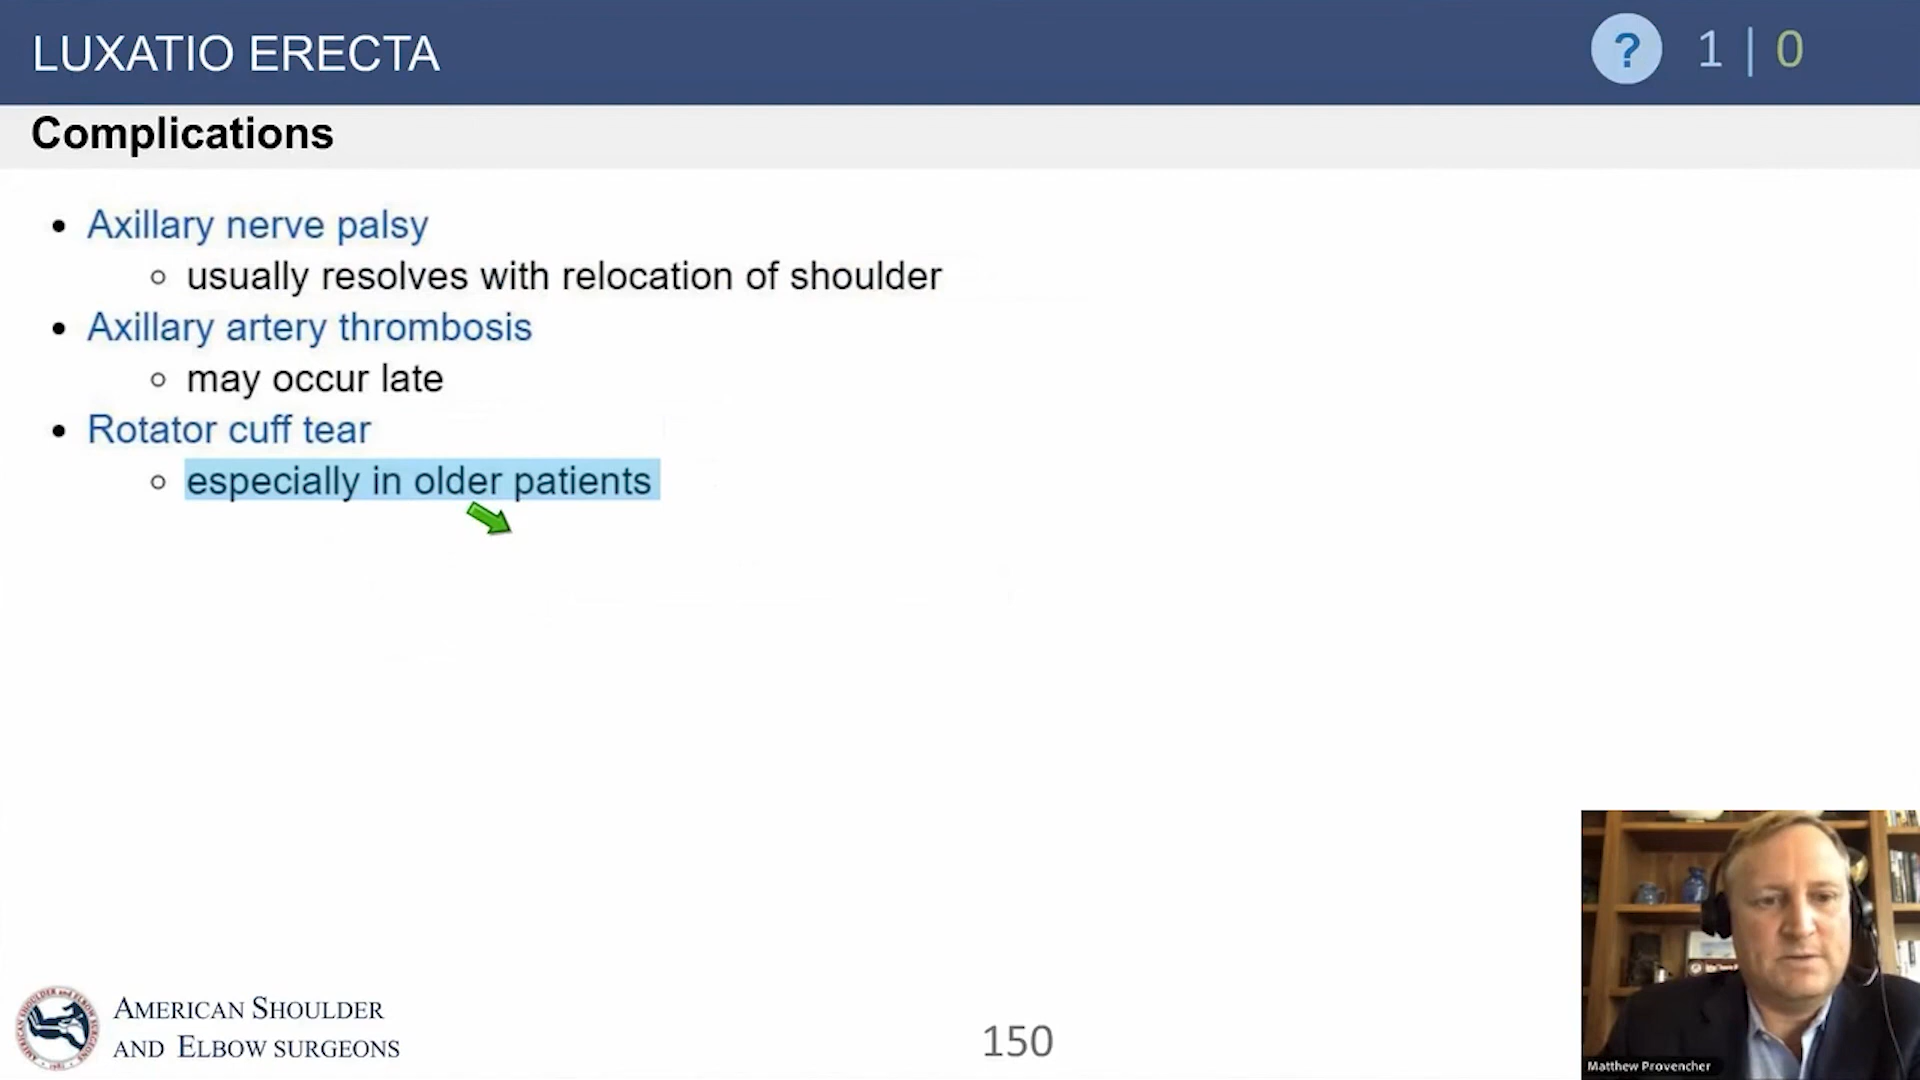 LUXATIO ERECTA
? 1 | 0
Complications
• Axillary nerve palsy
○ usually resolves with relocation of shoulder
• Axillary artery thrombosis
○ may occur late
• Rotator cuff tear
○ especially in older patients
AMERICAN SHOULDER
AND ELBOW SURGEONS
150
Matthew Provencher